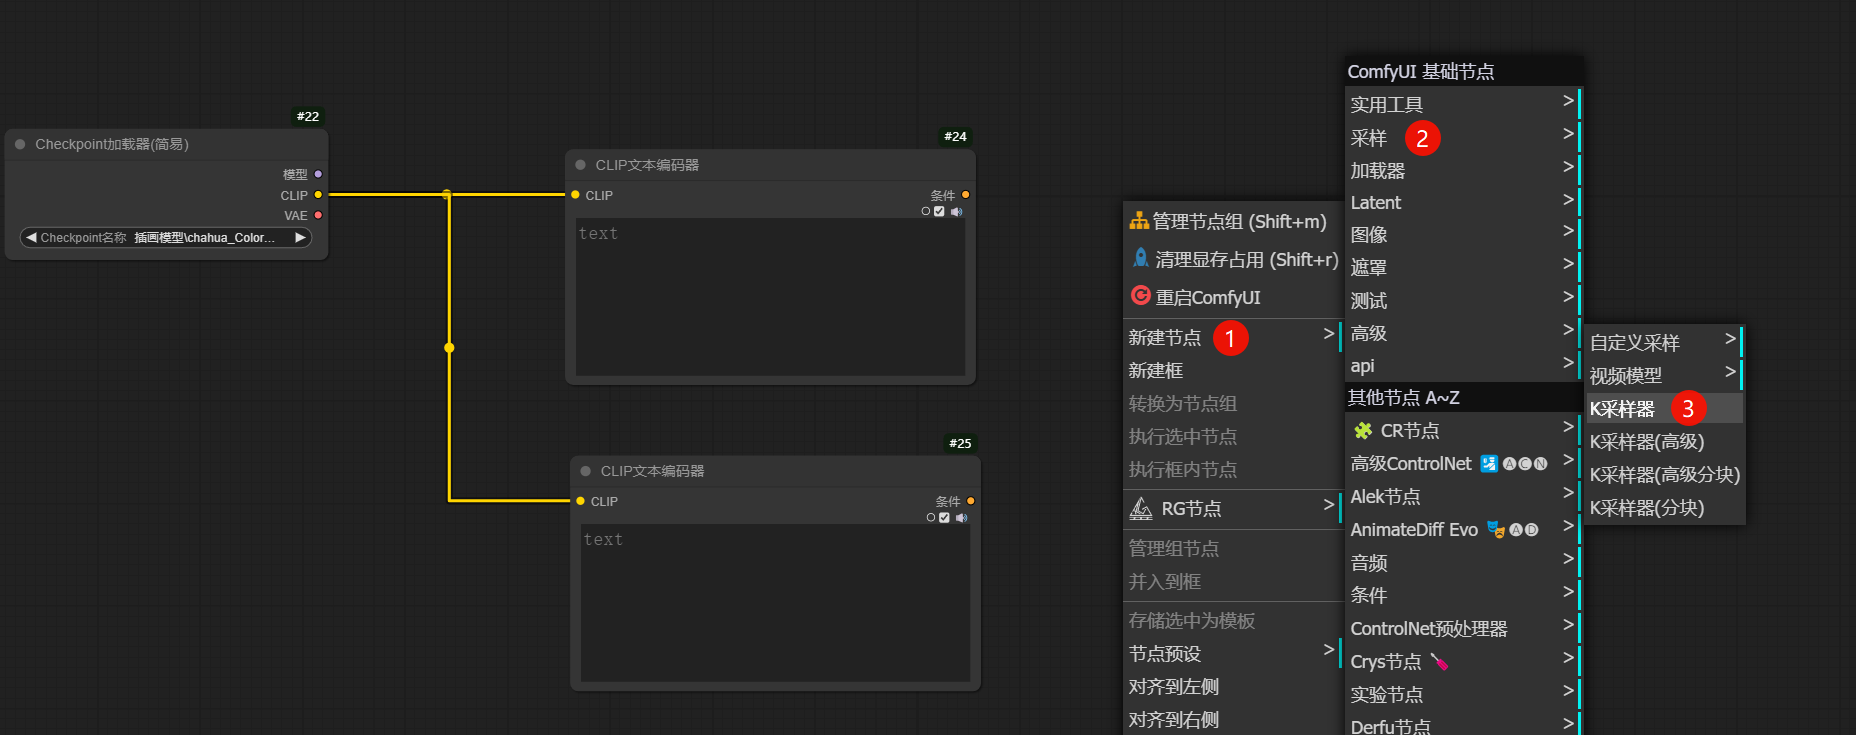 #22
Checkpoint加载器(简易)
模型
CLIP
VAE
Checkpoint名称 插画模型\chahua_Color...
#24
CLIP文本编码器
CLIP
条件
text
#25
CLIP文本编码器
CLIP
条件
text
管理节点组 (Shift+m)
清理显存占用 (Shift+r)
重启ComfyUI
新建节点 1 >
新建框
转换为节点组
执行选中节点
执行框内节点
RG节点 >
管理组节点
并入到框
存储选中为模板
节点预设 >
对齐到左侧
对齐到右侧
ComfyUI 基础节点
实用工具 >
采样 2 >
加载器 >
Latent >
图像 >
遮罩 >
测试 >
高级 >
api >
其他节点 A~Z
CR节点 >
高级ControlNet 🛂🅐🅒🅝 >
Alek节点 >
AnimateDiff Evo 🎭🅐🅓 >
音频 >
条件 >
ControlNet预处理器 >
Crys节点 >
实验节点 >
Derfu节点 >
自定义采样 >
视频模型 >
K采样器 3
K采样器(高级)
K采样器(高级分块)
K采样器(分块)